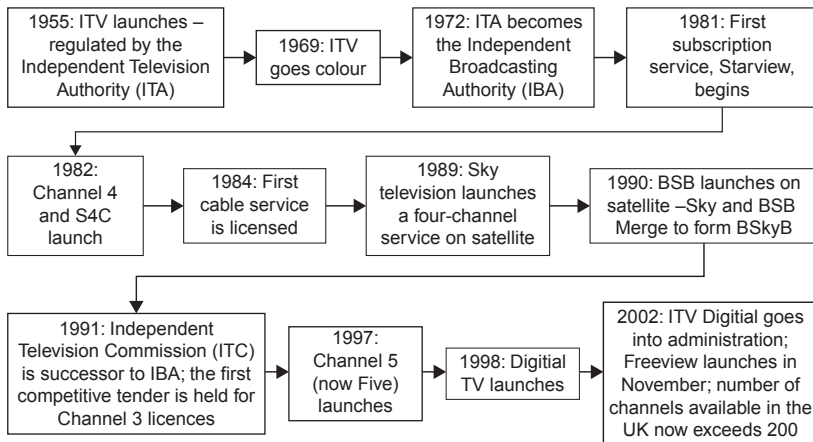 1955: ITV launches –
regulated by the
Independent Television
Authority (ITA)
1969: ITV
goes colour
1972: ITA becomes
the Independent
Broadcasting
Authority (IBA)
1981: First
subscription
service, Starview,
begins
1982:
Channel 4
and S4C
launch
1984: First
cable service
is licensed
1989: Sky
television launches
a four-channel
service on satellite
1990: BSB launches on
satellite –Sky and BSB
Merge to form BSkyB
1991: Independent
Television Commission (ITC)
is successor to IBA; the first
competitive tender is held for
Channel 3 licences
1997:
Channel 5
(now Five)
launches
1998: Digitial
TV launches
2002: ITV Digitial goes
into administration;
Freeview launches in
November; number of
channels available in the
UK now exceeds 200